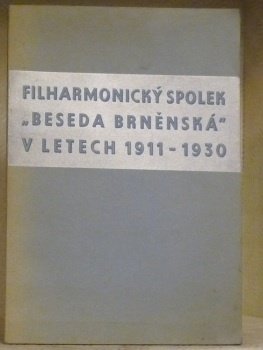 FILHARMONICKÝ SPOLEK
„BESEDA BRNĚNSKÁ"
V LETECH 1911-1930